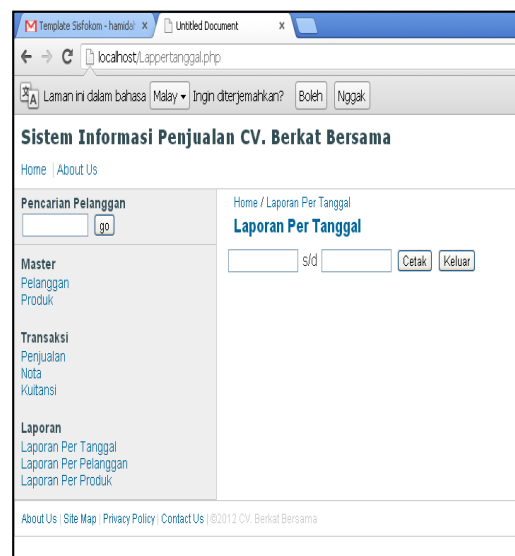 Template Sisfokom - hamidah
Untitled Document
localhost/Lappertanggal.php
Laman ini dalam bahasa Malay Ingin diterjemahkan? Boleh Nggak
Sistem Informasi Penjualan CV. Berkat Bersama
Home | About Us
Pencarian Pelanggan
go
Master
Pelanggan
Produk
Transaksi
Penjualan
Nota
Kuitansi
Laporan
Laporan Per Tanggal
Laporan Per Pelanggan
Laporan Per Produk
Home / Laporan Per Tanggal
Laporan Per Tanggal
s/d Cetak Keluar
About Us | Site Map | Privacy Policy | Contact Us | ©2012 CV. Berkat Bersama